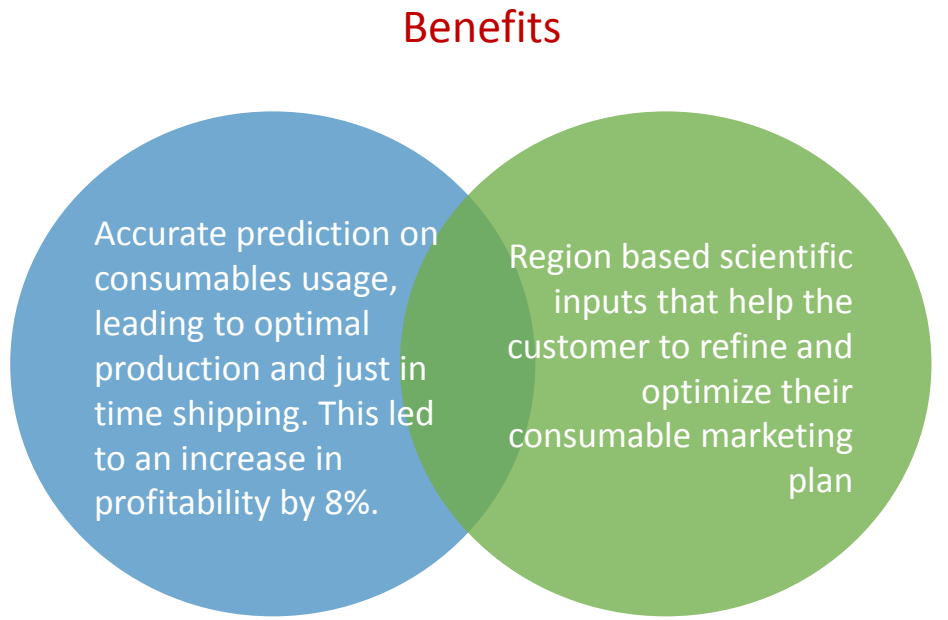 Benefits
Accurate prediction on
consumables usage,
leading to optimal
production and just in
time shipping. This led
to an increase in
profitability by 8%.
Region based scientific
inputs that help the
customer to refine and
optimize their
consumable marketing
plan